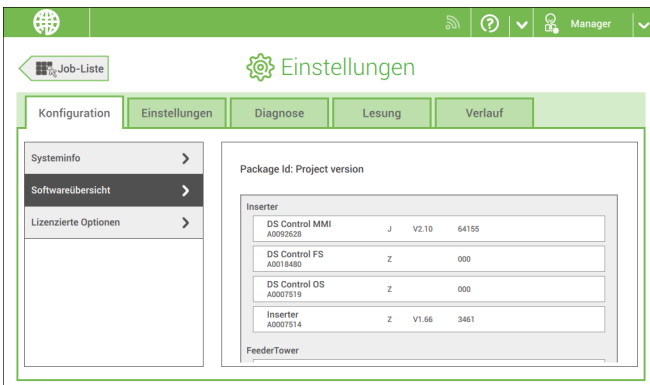 Manager
Job-Liste
Einstellungen
Konfiguration Einstellungen Diagnose Lesung Verlauf
Systeminfo
Softwareübersicht
Lizenzierte Optionen
Package Id: Project version
Inserter
DS Control MMI J V2.10 64155
A0092628
DS Control FS Z 000
A0018480
DS Control OS Z 000
A0007519
Inserter Z V1.66 3461
A0007514
FeederTower